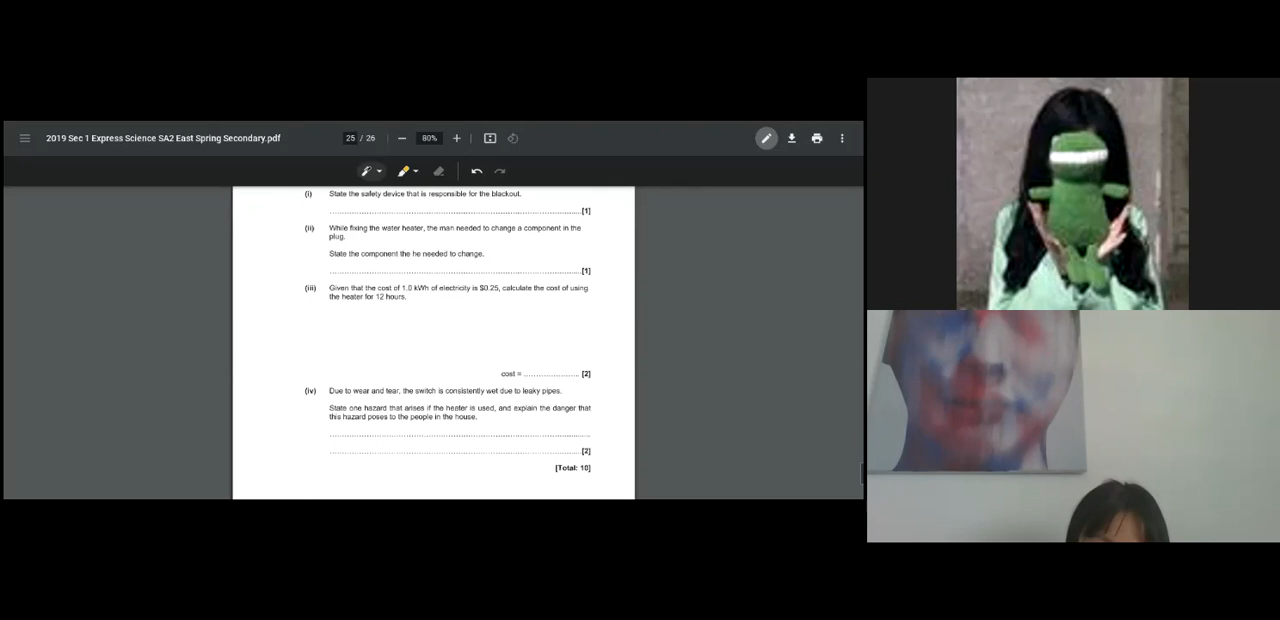 2019 Sec 1 Express Science SA2 East Spring Secondary.pdf
25 / 26
80%
(i) State the safety device that is responsible for the blackout.
[1]
(ii) While fixing the water heater, the man needed to change a component in the
plug.
State the component the he needed to change.
[1]
(iii) Given that the cost of 1.0 kWh of electricity is $0.25, calculate the cost of using
the heater for 12 hours.
cost = ........................ [2]
(iv) Due to wear and tear, the switch is consistently wet due to leaky pipes.
State one hazard that arises if the heater is used, and explain the danger that
this hazard poses to the people in the house.
[2]
[Total: 10]